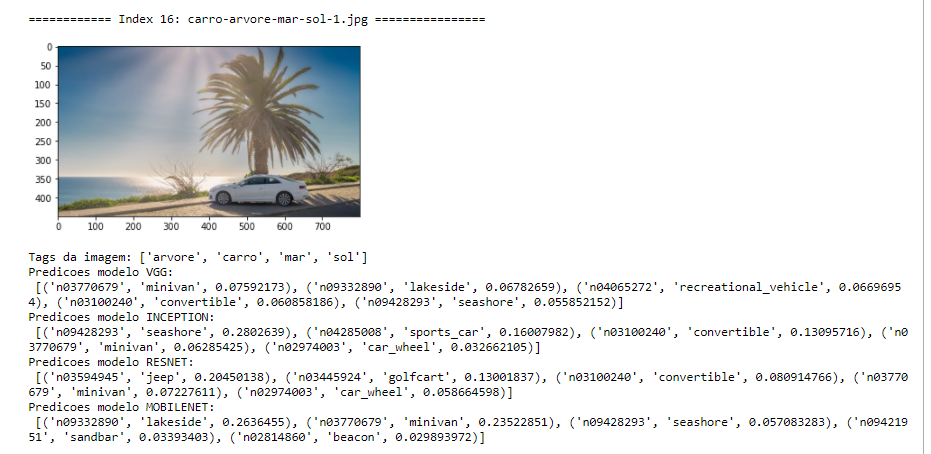 ============ Index 16: carro-arvore-mar-sol-1.jpg ================
0
50
100
150
200
250
300
350
400
0 100 200 300 400 500 600 700
Tags da imagem: ['arvore', 'carro', 'mar', 'sol']
Predicoes modelo VGG:
[('n03770679', 'minivan', 0.07592173), ('n09332890', 'lakeside', 0.06782659), ('n04065272', 'recreational_vehicle', 0.0669695
4), ('n03100240', 'convertible', 0.060858186), ('n09428293', 'seashore', 0.055852152)]
Predicoes modelo INCEPTION:
[('n09428293', 'seashore', 0.2802639), ('n04285008', 'sports_car', 0.16007982), ('n03100240', 'convertible', 0.13095716), ('n0
3770679', 'minivan', 0.06285425), ('n02974003', 'car_wheel', 0.032662105)]
Predicoes modelo RESNET:
[('n03594945', 'jeep', 0.20450138), ('n03445924', 'golfcart', 0.13001837), ('n03100240', 'convertible', 0.080914766), ('n03770
679', 'minivan', 0.07227611), ('n02974003', 'car_wheel', 0.058664598)]
Predicoes modelo MOBILENET:
[('n09332890', 'lakeside', 0.2636455), ('n03770679', 'minivan', 0.23522851), ('n09428293', 'seashore', 0.057083283), ('n094219
51', 'sandbar', 0.03393403), ('n02814860', 'beacon', 0.029893972)]